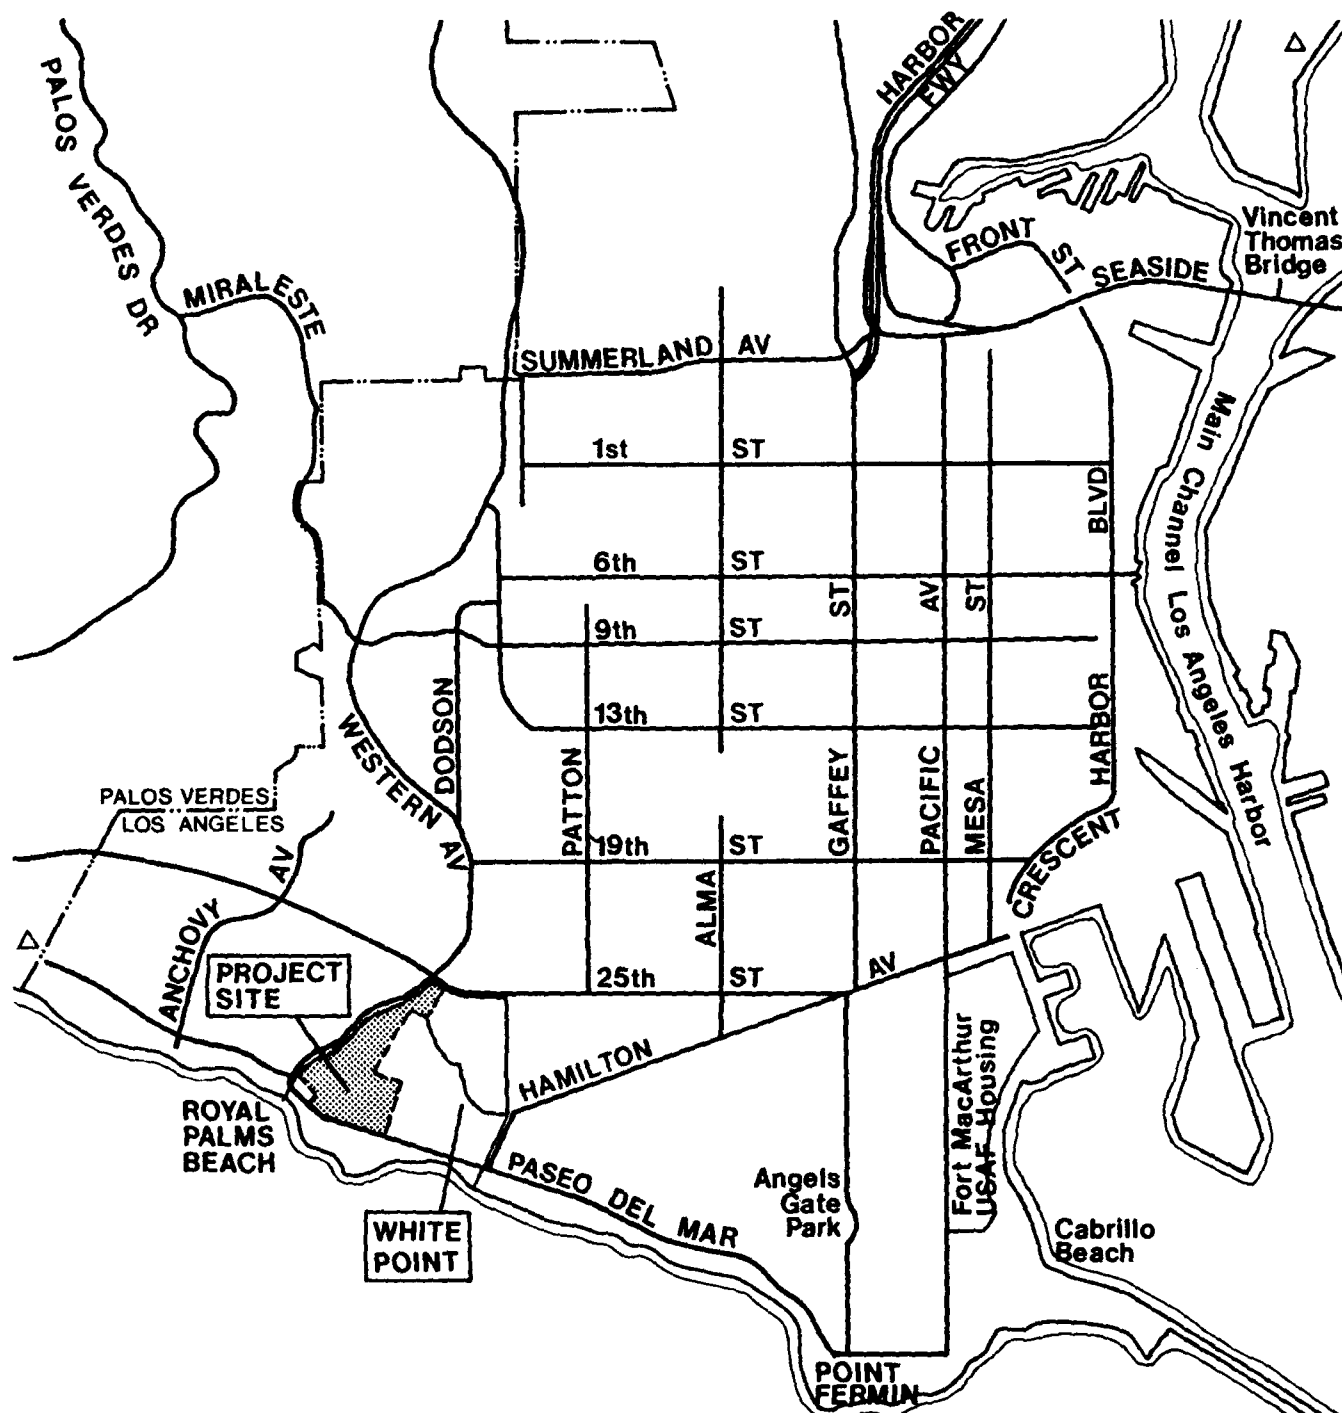 HARBOR
FWY
PALOS VERDES DR
MIRALESTE
FRONT ST
SEASIDE
Vincent
Thomas
Bridge
SUMMERLAND AV
1st ST
6th ST
9th ST
13th ST
19th ST
25th ST
Main Channel Los Angeles Harbor
HARBOR BLVD
GAFFEY ST
PACIFIC AV
MESA ST
DODSON
WESTERN AV
PATTON
ALMA
CRESCENT
PALOS VERDES
LOS ANGELES
ANCHOVY AV
PROJECT
SITE
HAMILTON AV
ROYAL
PALMS
BEACH
PASEO DEL MAR
WHITE
POINT
Angels
Gate
Park
Fort MacArthur
USAF Housing
Cabrillo
Beach
POINT
FERMIN